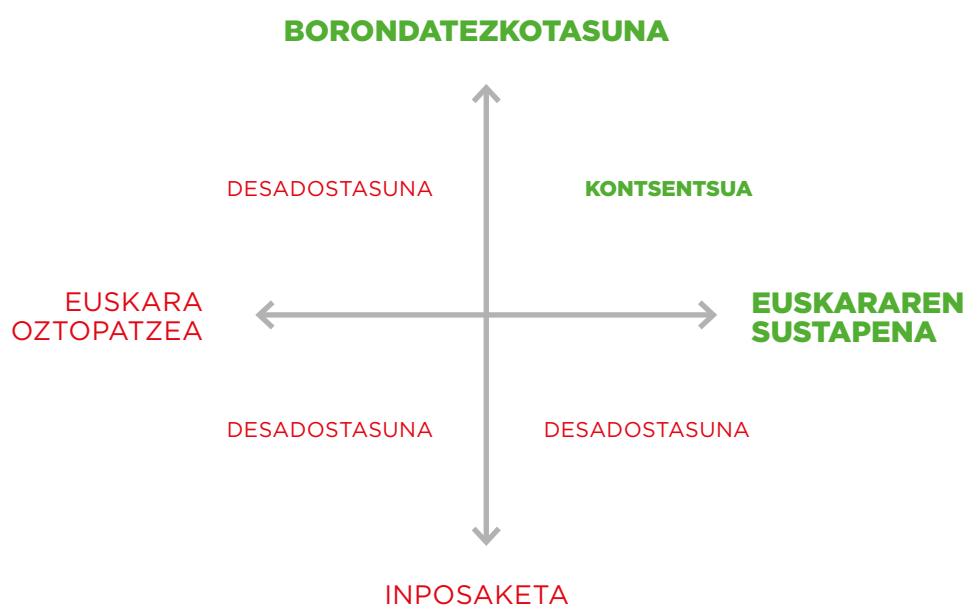 BORONDATEZKOTASUNA
DESADOSTASUNA
KONTSENTSUA
EUSKARA
OZTOPATZEA
EUSKARAREN
SUSTAPENA
DESADOSTASUNA
DESADOSTASUNA
INPOSAKETA